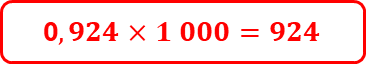 0,924 × 1 000 = 924